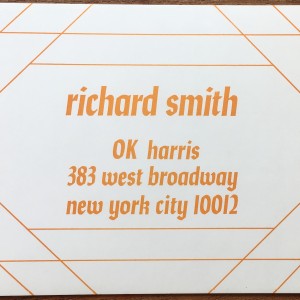 richard smith
OK harris
383 west broadway
new york city 10012